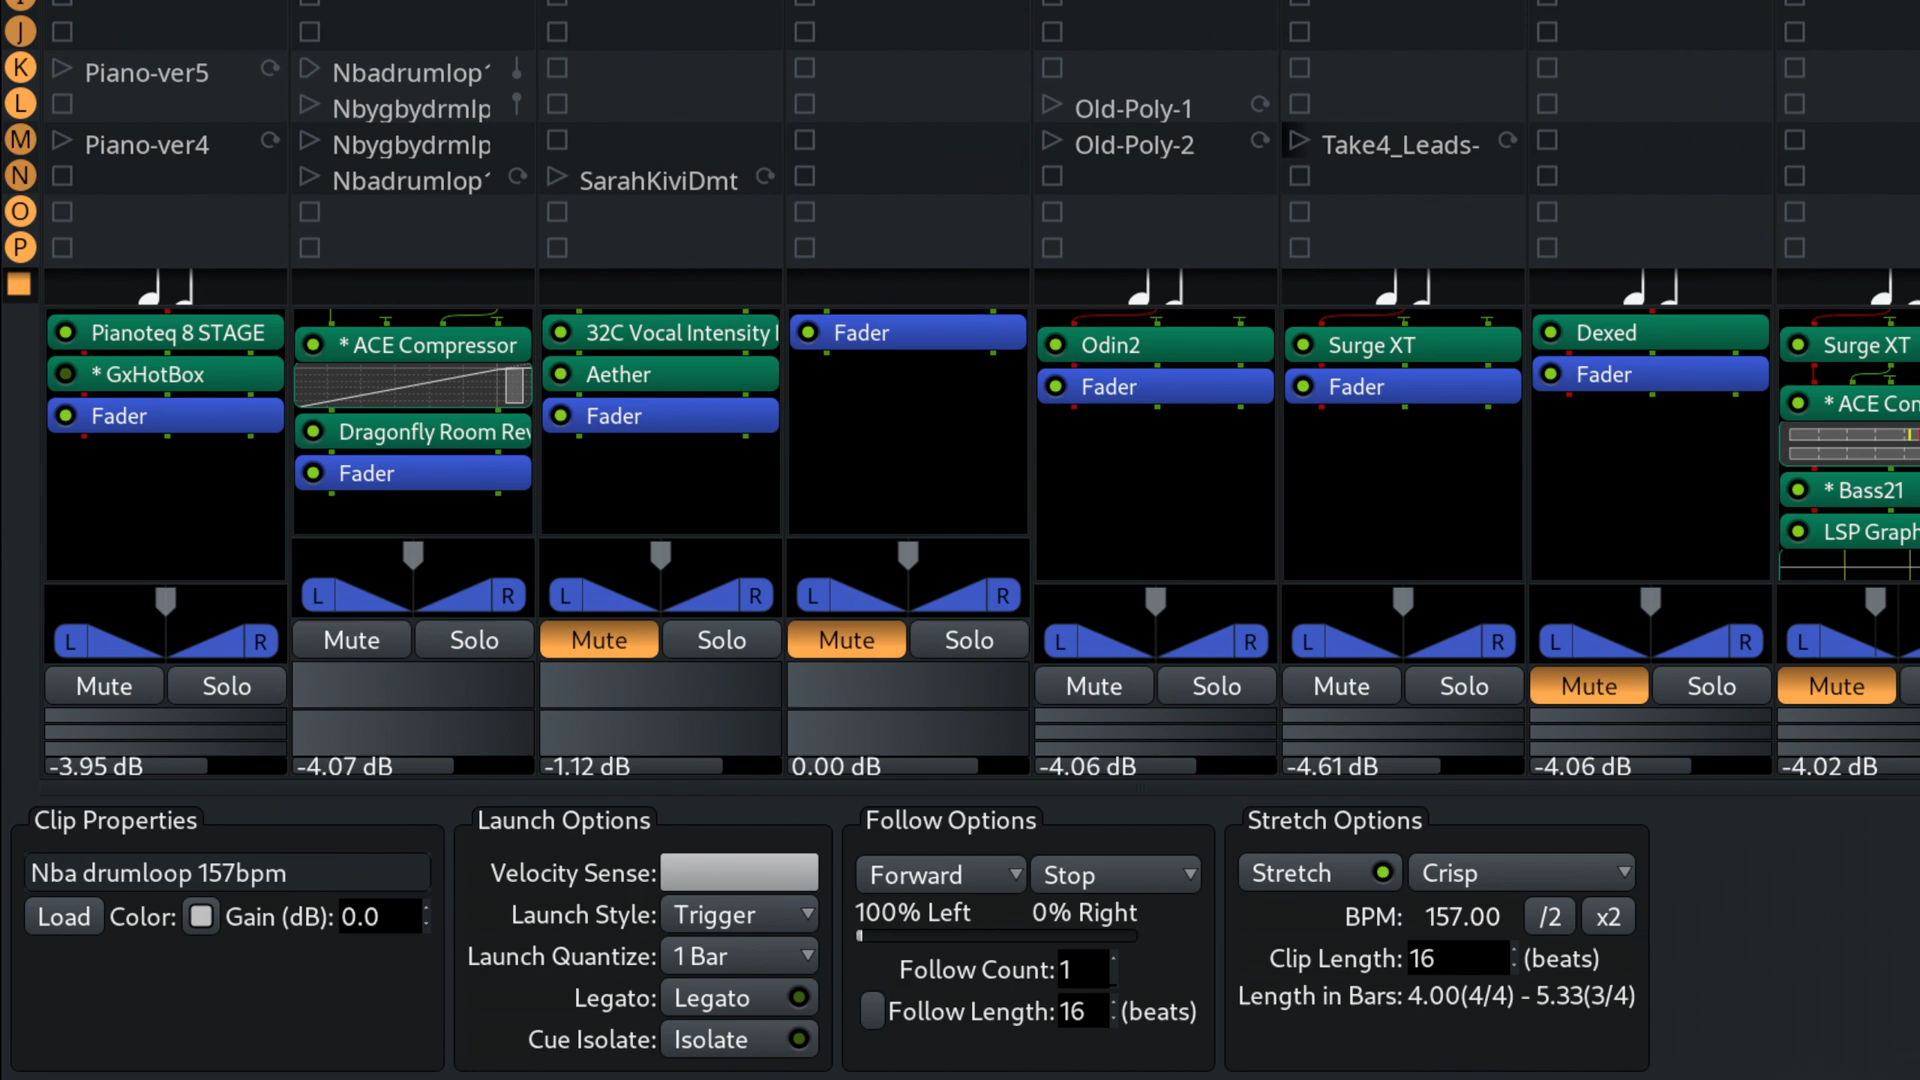 J
K Piano-ver5 Nbadrumlop
L Nbygbydrmlp Old-Poly-1
M Piano-ver4 Nbygbydrmlp Old-Poly-2 Take4_Leads-
N Nbadrumlop SarahKiviDmt
O
P
Pianoteq 8 STAGE
* GxHotBox
Fader
L R
Mute Solo
-3.95 dB
* ACE Compressor
Dragonfly Room Rev
Fader
L R
Mute Solo
-4.07 dB
32C Vocal Intensity
Aether
Fader
L R
Mute Solo
-1.12 dB
Fader
L R
Mute Solo
0.00 dB
Odin2
Fader
L R
Mute Solo
-4.06 dB
Surge XT
Fader
L R
Mute Solo
-4.61 dB
Dexed
Fader
L R
Mute Solo
-4.06 dB
Surge XT
* ACE Con
* Bass21
LSP Graph
L
Mute
-4.02 dB
Clip Properties
Nba drumloop 157bpm
Load Color: Gain (dB): 0.0
Launch Options
Velocity Sense:
Launch Style: Trigger
Launch Quantize: 1 Bar
Legato: Legato
Cue Isolate: Isolate
Follow Options
Forward Stop
100% Left 0% Right
Follow Count: 1
Follow Length: 16 (beats)
Stretch Options
Stretch Crisp
BPM: 157.00 /2 x2
Clip Length: 16 (beats)
Length in Bars: 4.00(4/4) - 5.33(3/4)